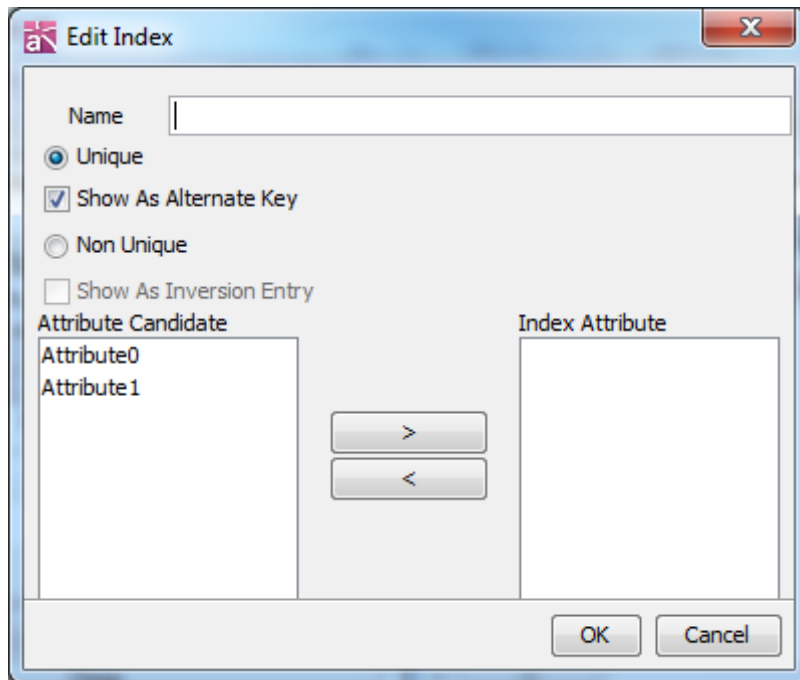 Edit Index
Name
Unique
Show As Alternate Key
Non Unique
Show As Inversion Entry
Attribute Candidate
Index Attribute
Attribute0
Attribute1
>
<
OK
Cancel